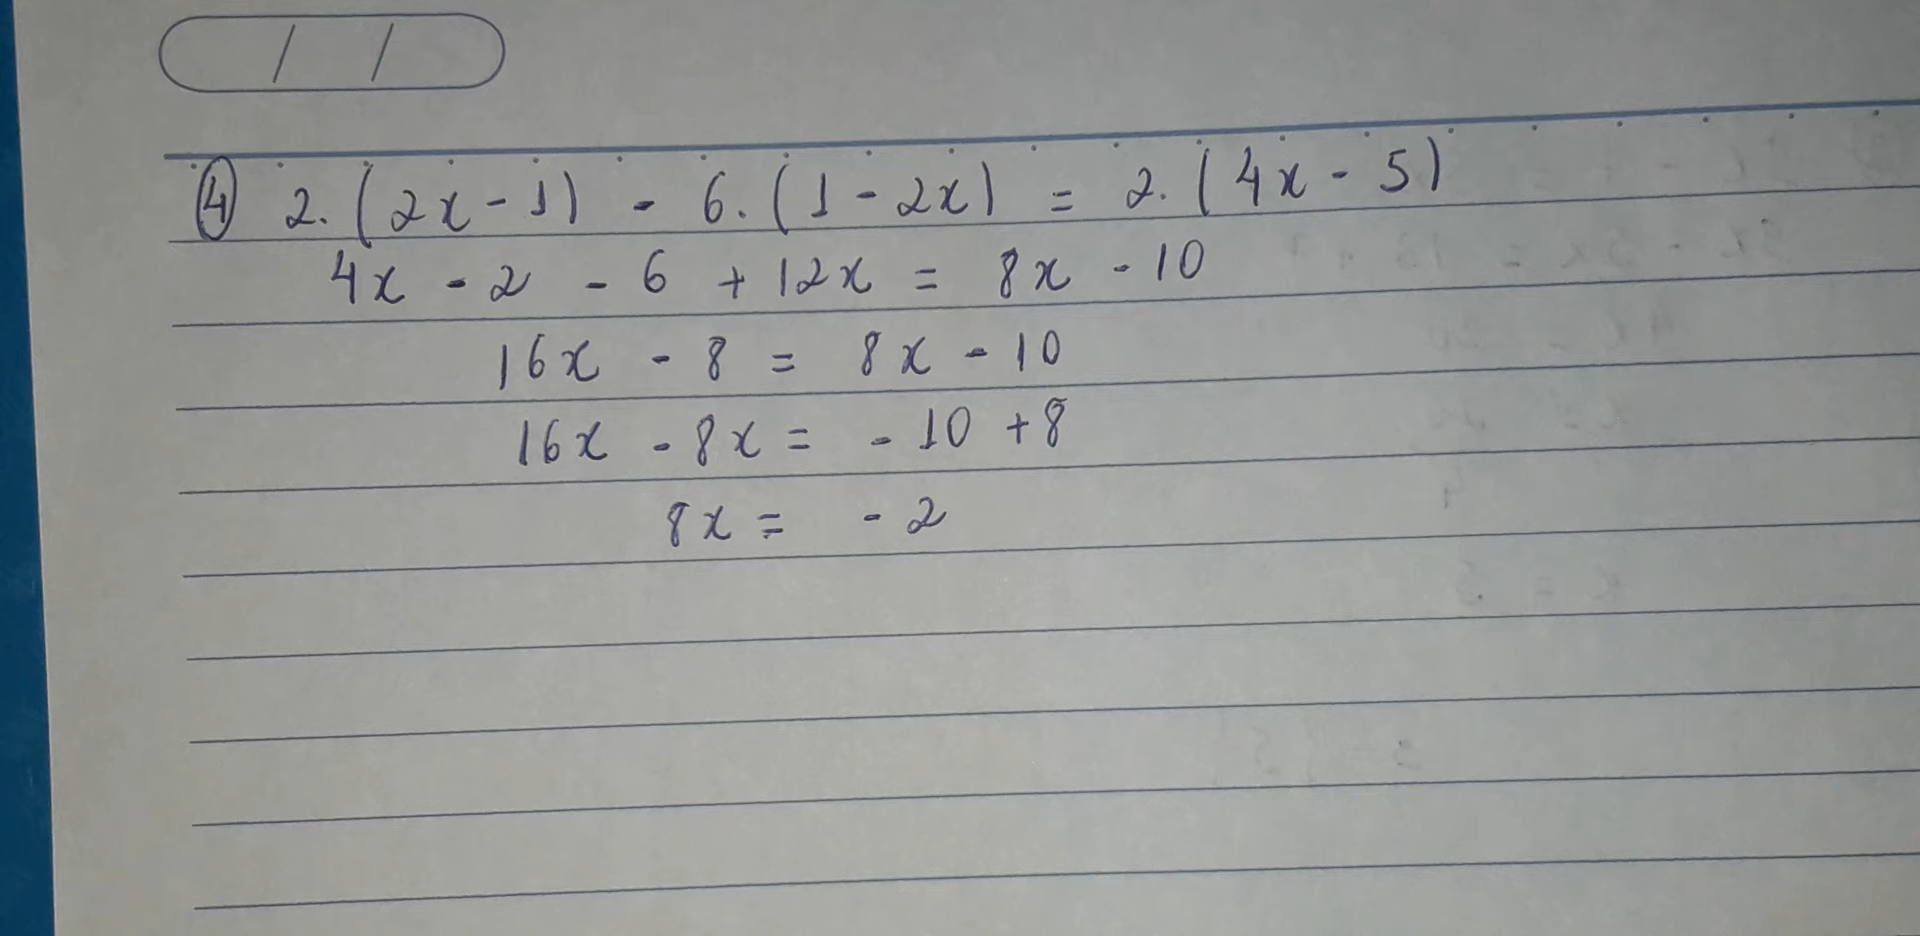 / /
④ 2.(2x-1) - 6.(1-2x) = 2.(4x-5)
4x - 2 - 6 + 12x = 8x - 10
16x - 8 = 8x - 10
16x - 8x = - 10 + 8
8x = - 2